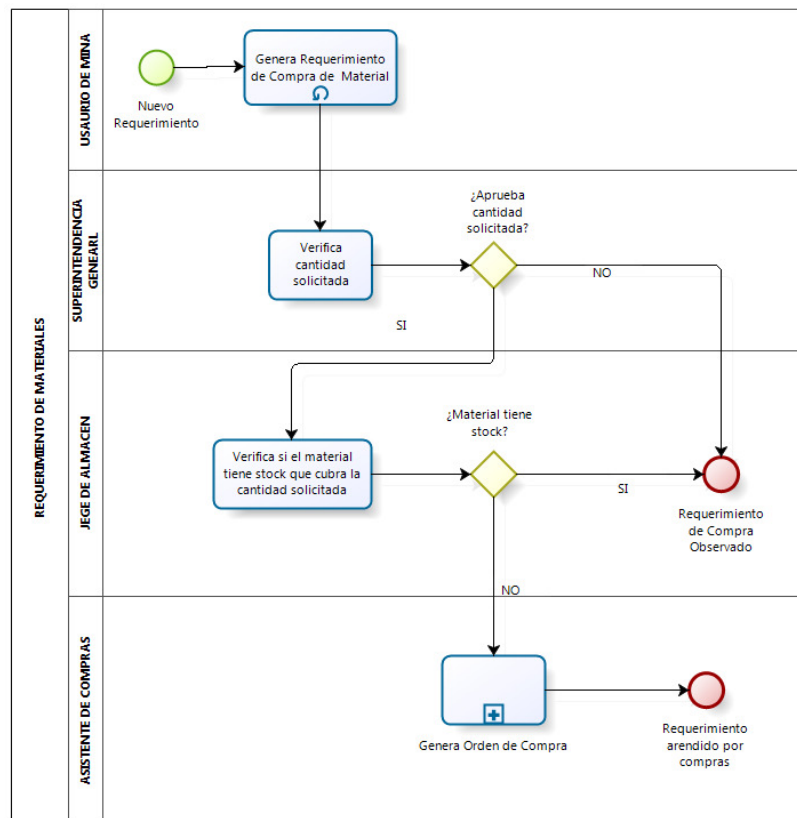 REQUERIMIENTO DE MATERIALES
USAURIO DE MINA
Nuevo
Requerimiento
Genera Requerimiento
de Compra de Material
SUPERINTENDENCIA
GENEARL
Verifica
cantidad
solicitada
¿Aprueba
cantidad
solicitada?
NO
SI
JEGE DE ALMACEN
Verifica si el material
tiene stock que cubra la
cantidad solicitada
¿Material tiene
stock?
SI
Requerimiento
de Compra
Observado
NO
ASISTENTE DE COMPRAS
Genera Orden de Compra
Requerimiento
arendido por
compras